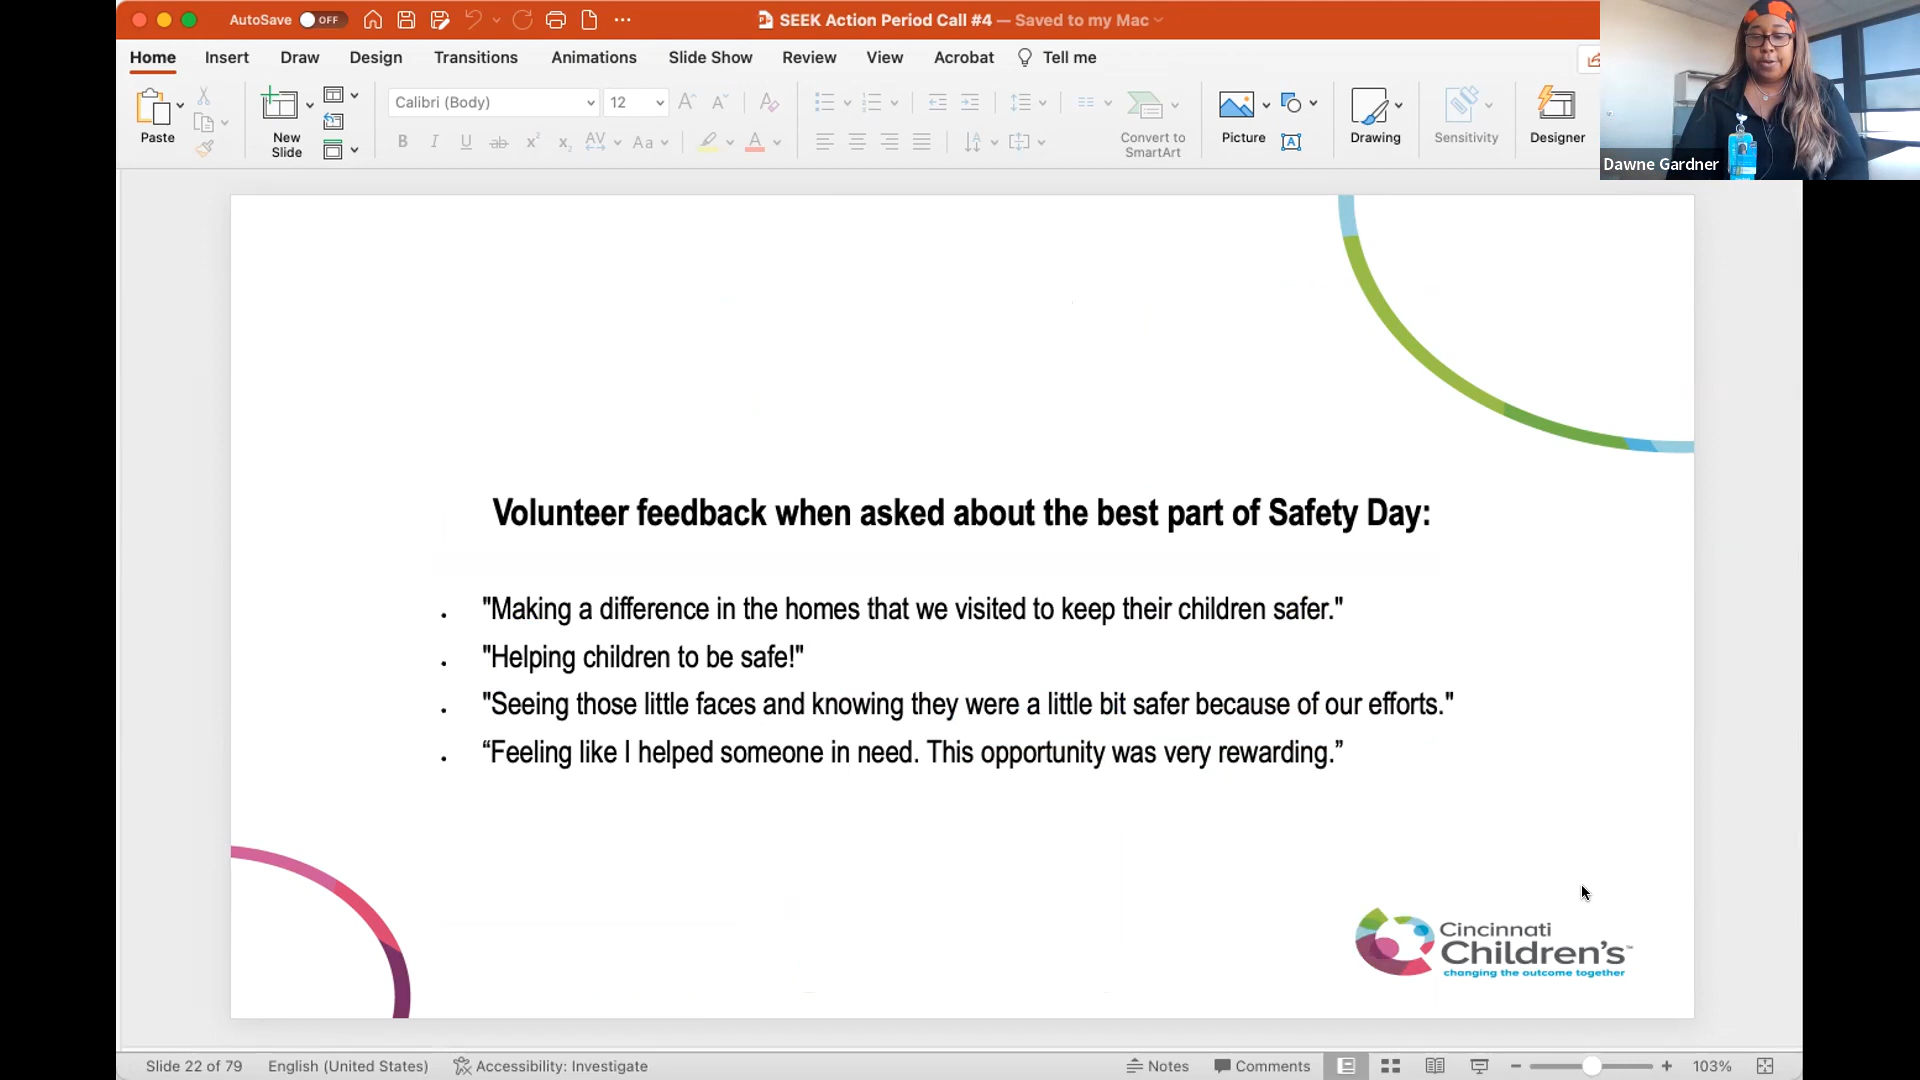 AutoSave OFF
SEEK Action Period Call #4 — Saved to my Mac
Home Insert Draw Design Transitions Animations Slide Show Review View Acrobat Tell me
Paste
New
Slide
Calibri (Body) 12
Convert to
SmartArt
Picture
Drawing
Sensitivity
Designer
Dawne Gardner
Volunteer feedback when asked about the best part of Safety Day:
• "Making a difference in the homes that we visited to keep their children safer."
• "Helping children to be safe!"
• "Seeing those little faces and knowing they were a little bit safer because of our efforts."
• “Feeling like I helped someone in need. This opportunity was very rewarding.”
Cincinnati
Children's™
changing the outcome together
Slide 22 of 79 English (United States) Accessibility: Investigate Notes Comments 103%